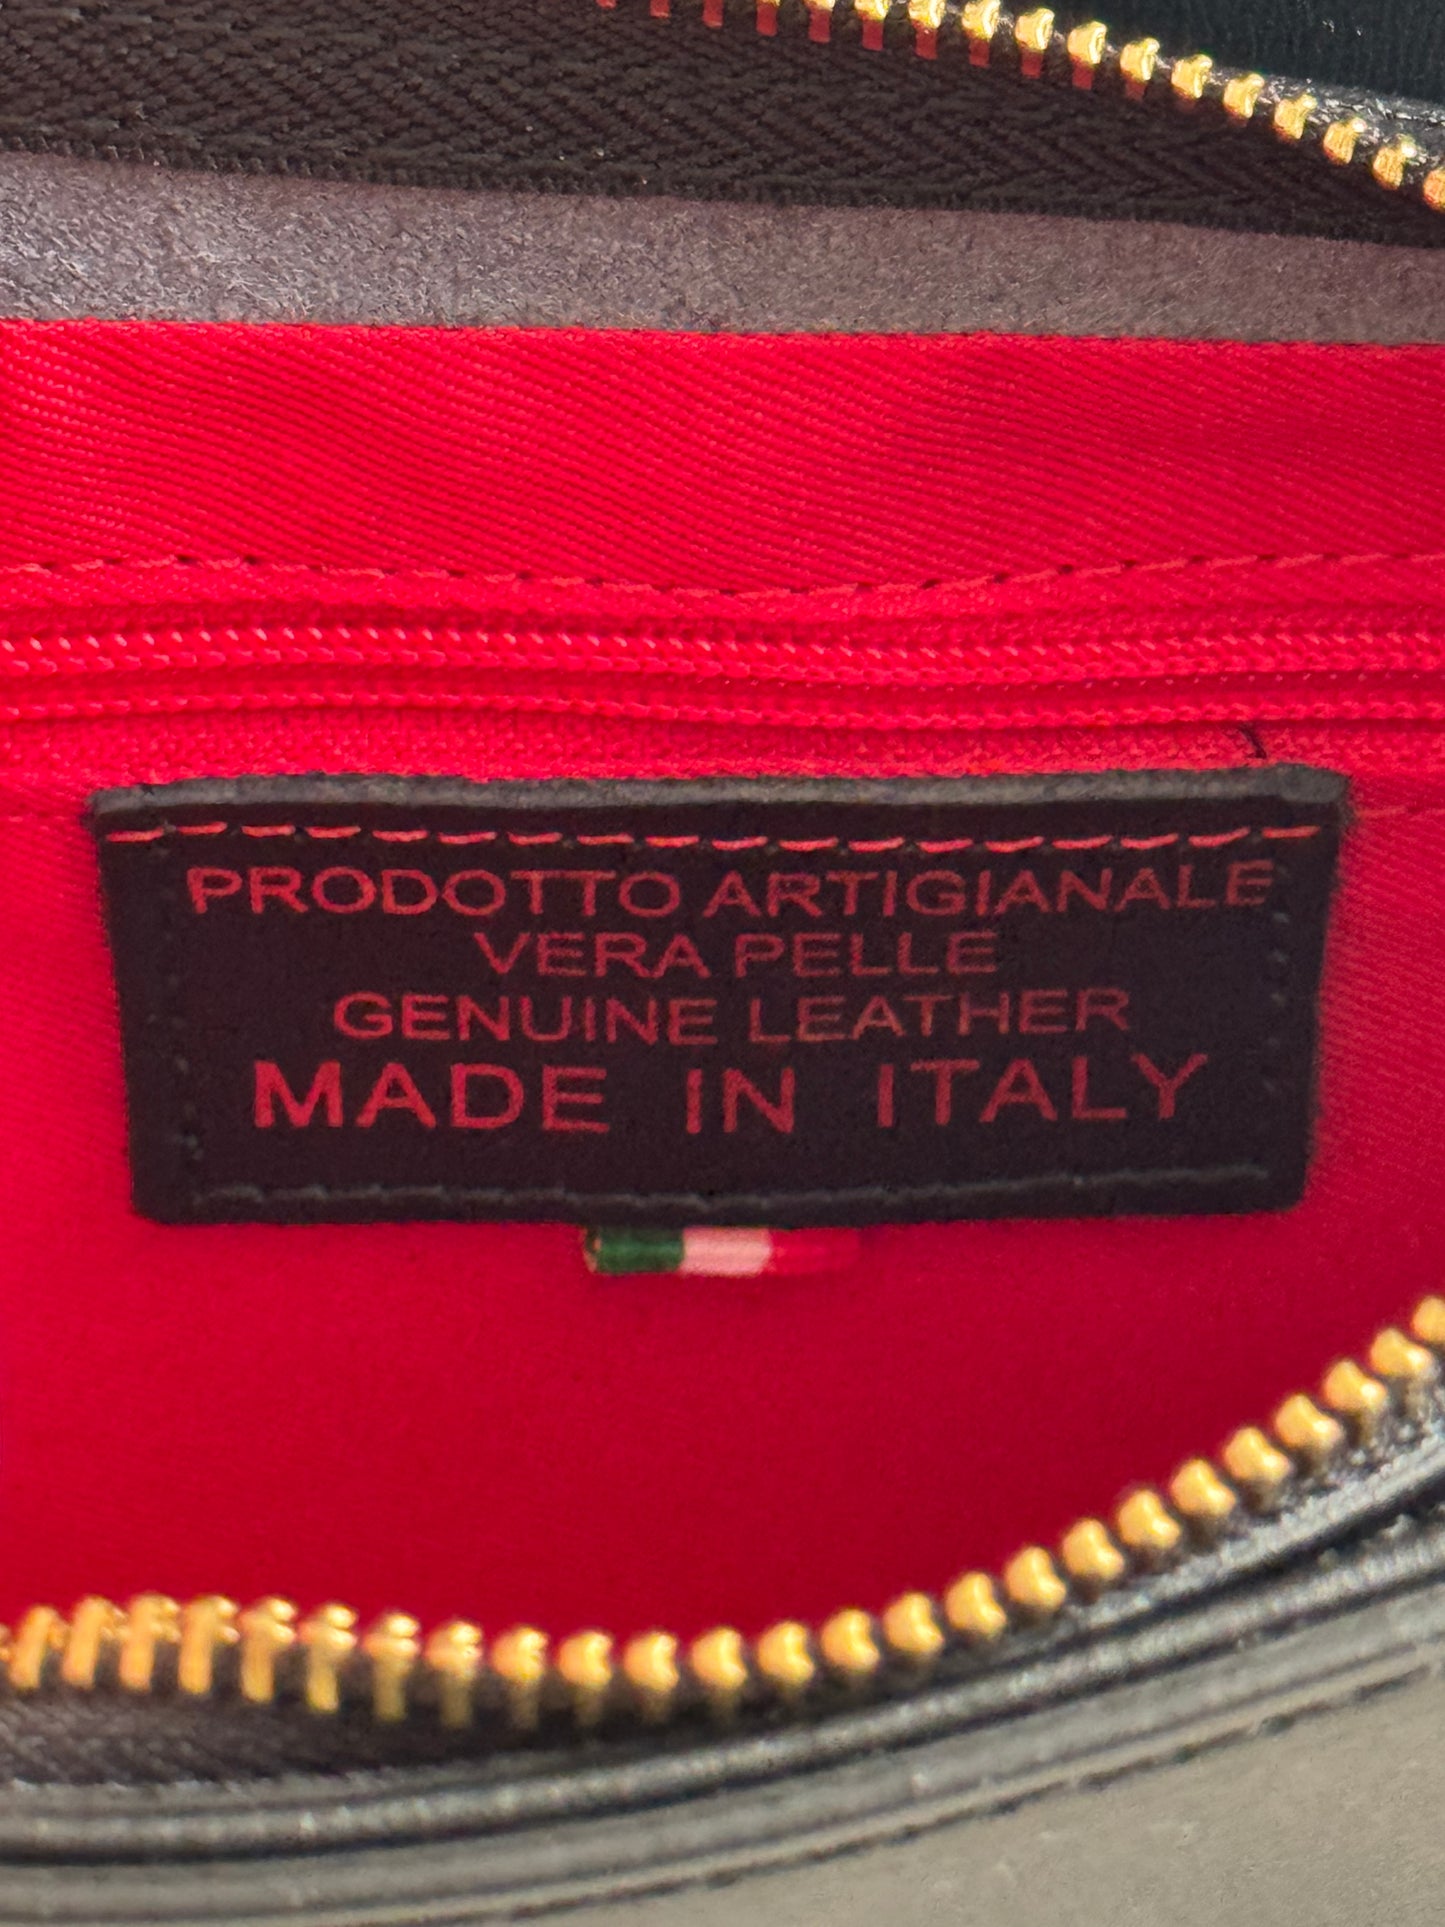 PRODOTTO ARTIGIANALE
VERA PELLE
GENUINE LEATHER
MADE IN ITALY